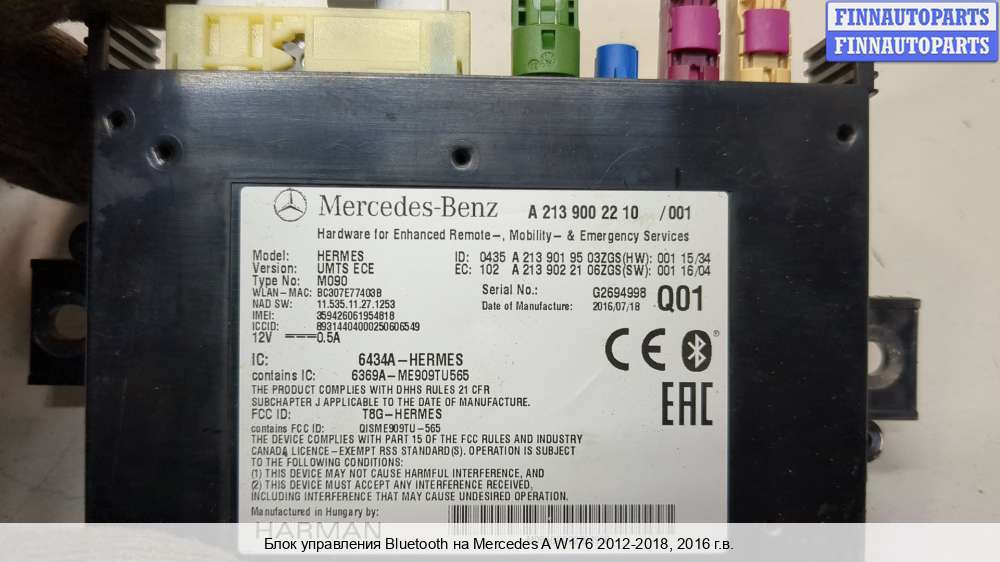 FINNAUTOPARTS
FINNAUTOPARTS
Mercedes-Benz A 213 900 22 10 /001
Hardware for Enhanced Remote-, Mobility- & Emergency Services
Model: HERMES ID: 0435 A 213 901 95 03ZGS(HW): 001 15/34
Version: UMTS ECE EC: 102 A 213 902 21 06ZGS(SW): 001 16/04
Type No: M090
WLAN-MAC: BC307E77403B Serial No.: G2694998 Q01
NAD SW: 11.535.11.27.1253 Date of Manufacture: 2016/07/18
IMEI: 359426061954818
ICCID: 89314404000250606549
12V 0.5A
CE
IC: 6434A-HERMES
contains IC: 6369A-ME909TU565
THE PRODUCT COMPLIES WITH DHHS RULES 21 CFR
SUBCHAPTER J APPLICABLE TO THE DATE OF MANUFACTURE.
EAC
FCC ID: T8G-HERMES
contains FCC ID: QISME909TU-565
THE DEVICE COMPLIES WITH PART 15 OF THE FCC RULES AND INDUSTRY
CANADA LICENCE-EXEMPT RSS STANDARD(S). OPERATION IS SUBJECT
TO THE FOLLOWING CONDITIONS:
(1) THIS DEVICE MAY NOT CAUSE HARMFUL INTERFERENCE, AND
(2) THIS DEVICE MUST ACCEPT ANY INTERFERENCE RECEIVED,
INCLUDING INTERFERENCE THAT MAY CAUSE UNDESIRED OPERATION.
Manufactured in Hungary by:
HARMAN
Блок управления Bluetooth на Mercedes A W176 2012-2018, 2016 г.в.